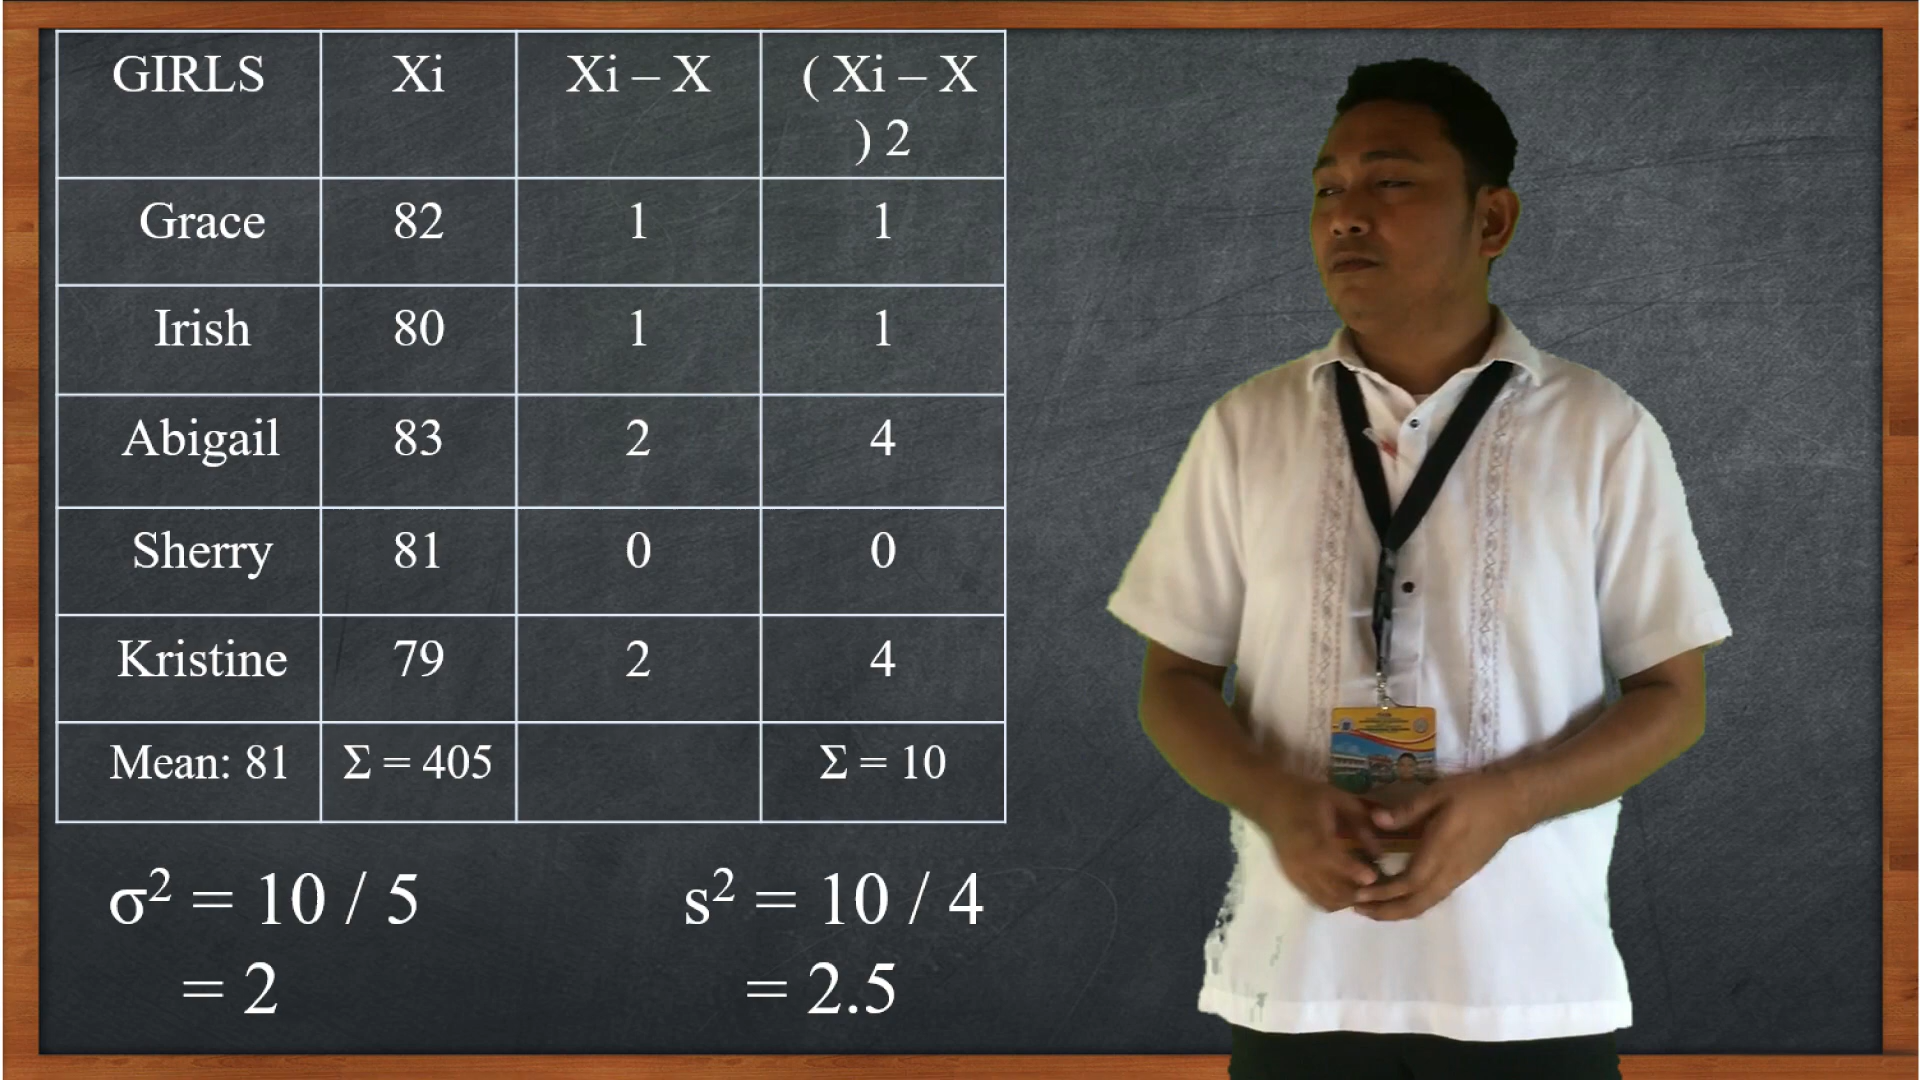 GIRLS Xi Xi – X ( Xi – X
) 2
Grace 82 1 1
Irish 80 1 1
Abigail 83 2 4
Sherry 81 0 0
Kristine 79 2 4
Mean: 81 Σ = 405 Σ = 10
σ² = 10 / 5 s² = 10 / 4
= 2 = 2.5